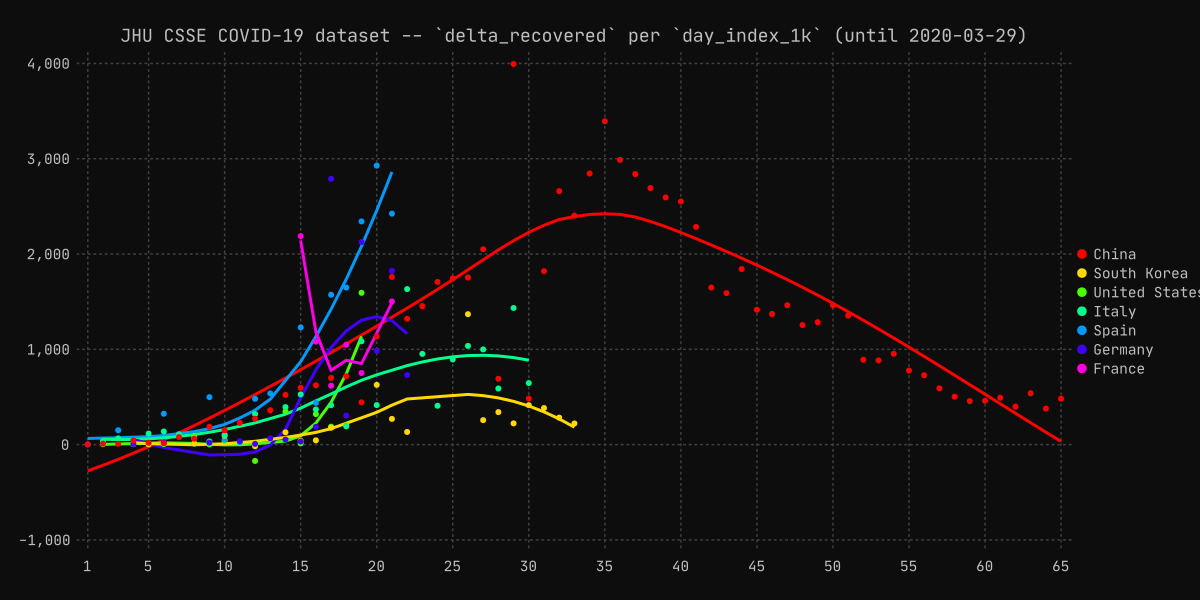 JHU CSSE COVID-19 dataset -- `delta_recovered` per `day_index_1k` (until 2020-03-29)
4,000
3,000
2,000
1,000
0
-1,000
1 5 10 15 20 25 30 35 40 45 50 55 60 65
China
South Korea
United States
Italy
Spain
Germany
France